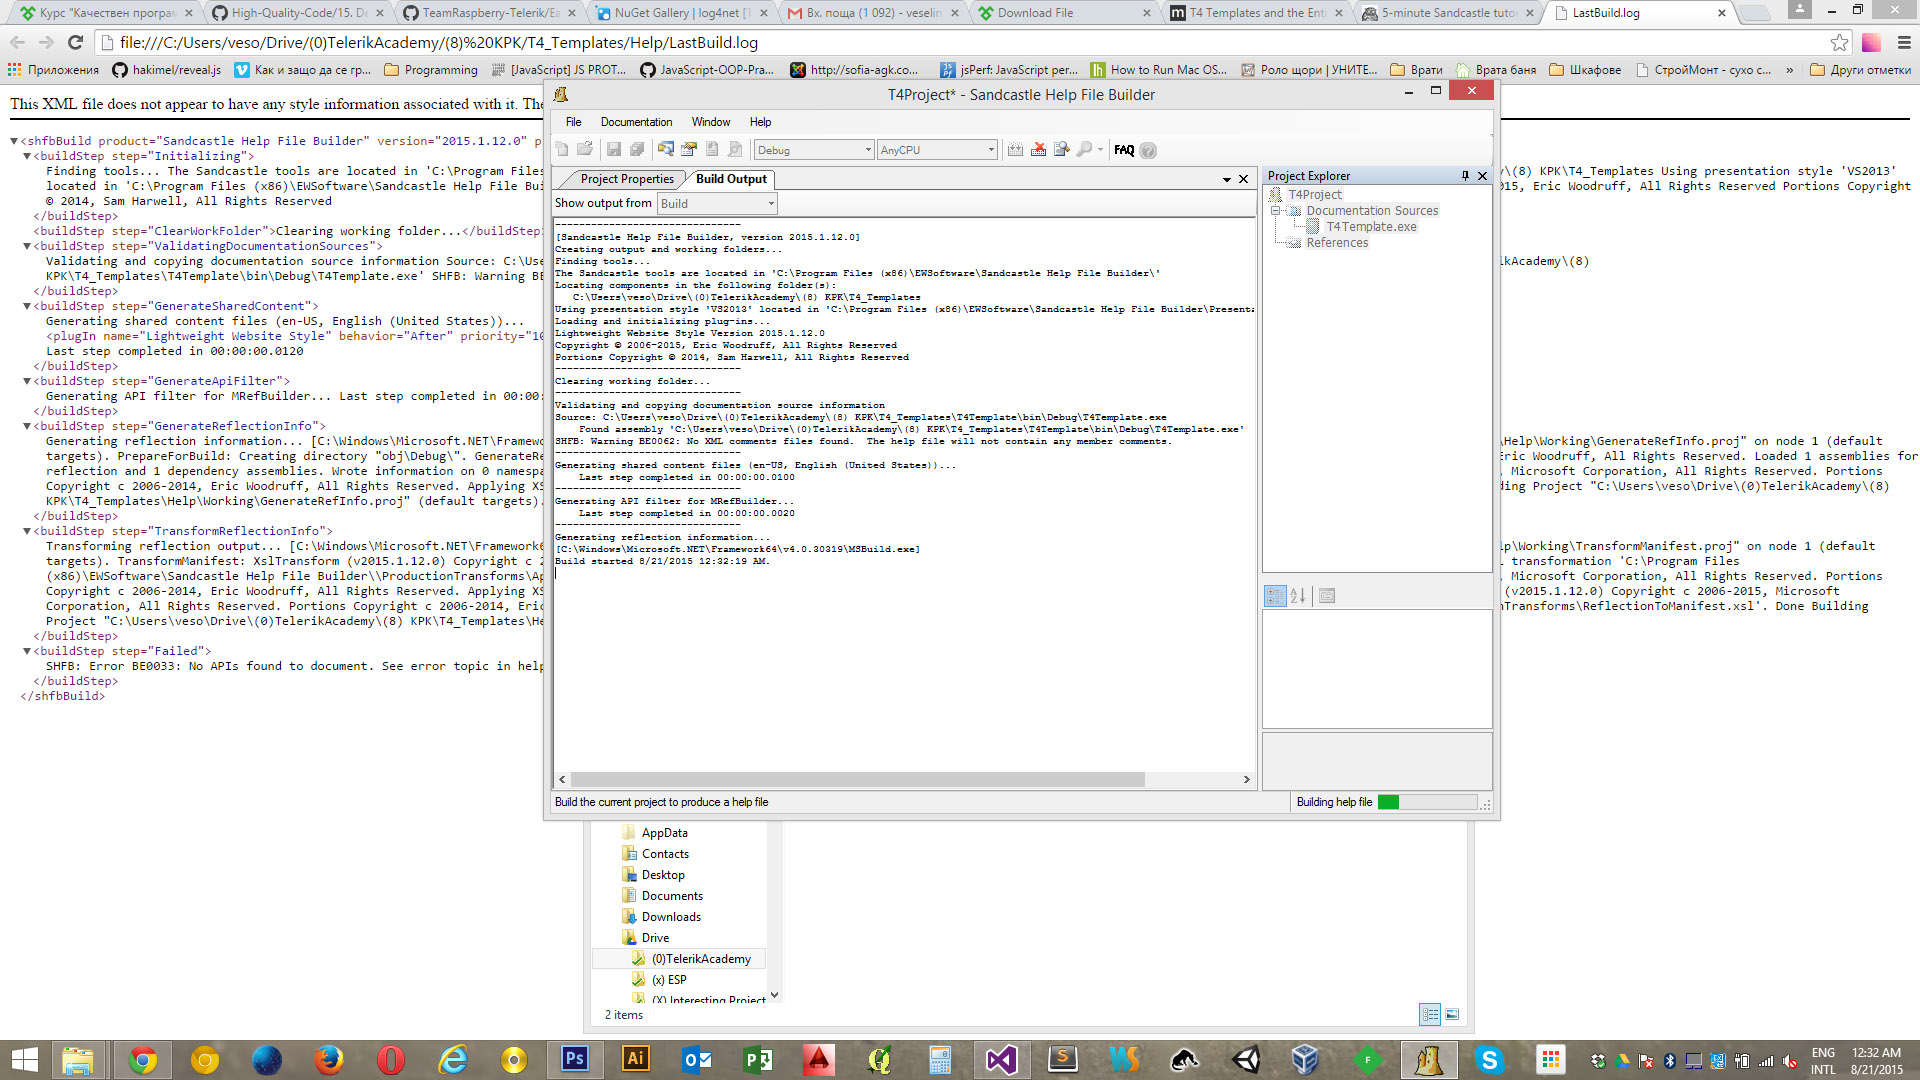 Курс "Качествен програм
High-Quality-Code/15. De
TeamRaspberry-Telerik/Ea
NuGet Gallery | log4net [1
Вх. поща (1 092) - veselin
Download File
T4 Templates and the Enti
5-minute Sandcastle tuto
LastBuild.log
file:///C:/Users/veso/Drive/(0)TelerikAcademy/(8)%20KPK/T4_Templates/Help/LastBuild.log
Приложения
hakimel/reveal.js
Как и защо да се гр...
Programming
[JavaScript] JS PROT...
JavaScript-OOP-Pra...
http://sofia-agk.co...
jsPerf: JavaScript per...
How to Run Mac OS...
Роло щори | УНИТЕ...
Врати
Врата баня
Шкафове
СтройМонт - сухо с...
»
Други отметки
This XML file does not appear to have any style information associated with it. The
▼<shfbBuild product="Sandcastle Help File Builder" version="2015.1.12.0" p
▼<buildStep step="Initializing">
Finding tools... The Sandcastle tools are located in 'C:\Program Files
\(8) KPK\T4_Templates Using presentation style 'VS2013'
located in 'C:\Program Files (x86)\EWSoftware\Sandcastle Help File Bui
15, Eric Woodruff, All Rights Reserved Portions Copyright
© 2014, Sam Harwell, All Rights Reserved
</buildStep>
<buildStep step="ClearWorkFolder">Clearing working folder...</buildStep
▼<buildStep step="ValidatingDocumentationSources">
Validating and copying documentation source information Source: C:\Use
ikAcademy\(8)
KPK\T4_Templates\T4Template\bin\Debug\T4Template.exe' SHFB: Warning BE
</buildStep>
▼<buildStep step="GenerateSharedContent">
Generating shared content files (en-US, English (United States))...
<plugIn name="Lightweight Website Style" behavior="After" priority="10
Last step completed in 00:00:00.0120
</buildStep>
▼<buildStep step="GenerateApiFilter">
Generating API filter for MRefBuilder... Last step completed in 00:00:
</buildStep>
▼<buildStep step="GenerateReflectionInfo">
Generating reflection information... [C:\Windows\Microsoft.NET\Framewo
\Help\Working\GenerateRefInfo.proj" on node 1 (default
targets). PrepareForBuild: Creating directory "obj\Debug\". GenerateRe
ric Woodruff, All Rights Reserved. Loaded 1 assemblies for
reflection and 1 dependency assemblies. Wrote information on 0 namespa
, Microsoft Corporation, All Rights Reserved. Portions
Copyright c 2006-2014, Eric Woodruff, All Rights Reserved. Applying XS
ding Project "C:\Users\veso\Drive\(0)TelerikAcademy\(8)
KPK\T4_Templates\Help\Working\GenerateRefInfo.proj" (default targets).
</buildStep>
▼<buildStep step="TransformReflectionInfo">
Transforming reflection output... [C:\Windows\Microsoft.NET\Framework6
lp\Working\TransformManifest.proj" on node 1 (default
targets). TransformManifest: XslTransform (v2015.1.12.0) Copyright c 2
l transformation 'C:\Program Files
(x86)\EWSoftware\Sandcastle Help File Builder\\ProductionTransforms\Ap
, Microsoft Corporation, All Rights Reserved. Portions
Copyright c 2006-2014, Eric Woodruff, All Rights Reserved. Applying XS
(v2015.1.12.0) Copyright c 2006-2015, Microsoft
Corporation, All Rights Reserved. Portions Copyright c 2006-2014, Eric
nTransforms\ReflectionToManifest.xsl'. Done Building
Project "C:\Users\veso\Drive\(0)TelerikAcademy\(8) KPK\T4_Templates\He
</buildStep>
▼<buildStep step="Failed">
SHFB: Error BE0033: No APIs found to document. See error topic in help
</buildStep>
</shfbBuild>
T4Project* - Sandcastle Help File Builder
File Documentation Window Help
Debug
AnyCPU
FAQ
Project Properties
Build Output
Show output from
Build
-------------------------------
[Sandcastle Help File Builder, version 2015.1.12.0]
Creating output and working folders...
Finding tools...
The Sandcastle tools are located in 'C:\Program Files (x86)\EWSoftware\Sandcastle Help File Builder\'
Locating components in the following folder(s):
C:\Users\veso\Drive\(0)TelerikAcademy\(8) KPK\T4_Templates
Using presentation style 'VS2013' located in 'C:\Program Files (x86)\EWSoftware\Sandcastle Help File Builder\Presenta
Loading and initializing plug-ins...
Lightweight Website Style Version 2015.1.12.0
Copyright © 2006-2015, Eric Woodruff, All Rights Reserved
Portions Copyright © 2014, Sam Harwell, All Rights Reserved
-------------------------------
Clearing working folder...
-------------------------------
Validating and copying documentation source information
Source: C:\Users\veso\Drive\(0)TelerikAcademy\(8) KPK\T4_Templates\T4Template\bin\Debug\T4Template.exe
Found assembly 'C:\Users\veso\Drive\(0)TelerikAcademy\(8) KPK\T4_Templates\T4Template\bin\Debug\T4Template.exe'
SHFB: Warning BE0062: No XML comments files found.  The help file will not contain any member comments.
-------------------------------
Generating shared content files (en-US, English (United States))...
Last step completed in 00:00:00.0100
-------------------------------
Generating API filter for MRefBuilder...
Last step completed in 00:00:00.0020
-------------------------------
Generating reflection information...
[C:\Windows\Microsoft.NET\Framework64\v4.0.30319\MSBuild.exe]
Build started 8/21/2015 12:32:19 AM.
Project Explorer
T4Project
Documentation Sources
T4Template.exe
References
Build the current project to produce a help file
Building help file
AppData
Contacts
Desktop
Documents
Downloads
Drive
(0)TelerikAcademy
(x) ESP
(X) Interesting Project
2 items
ENG
INTL
12:32 AM
8/21/2015